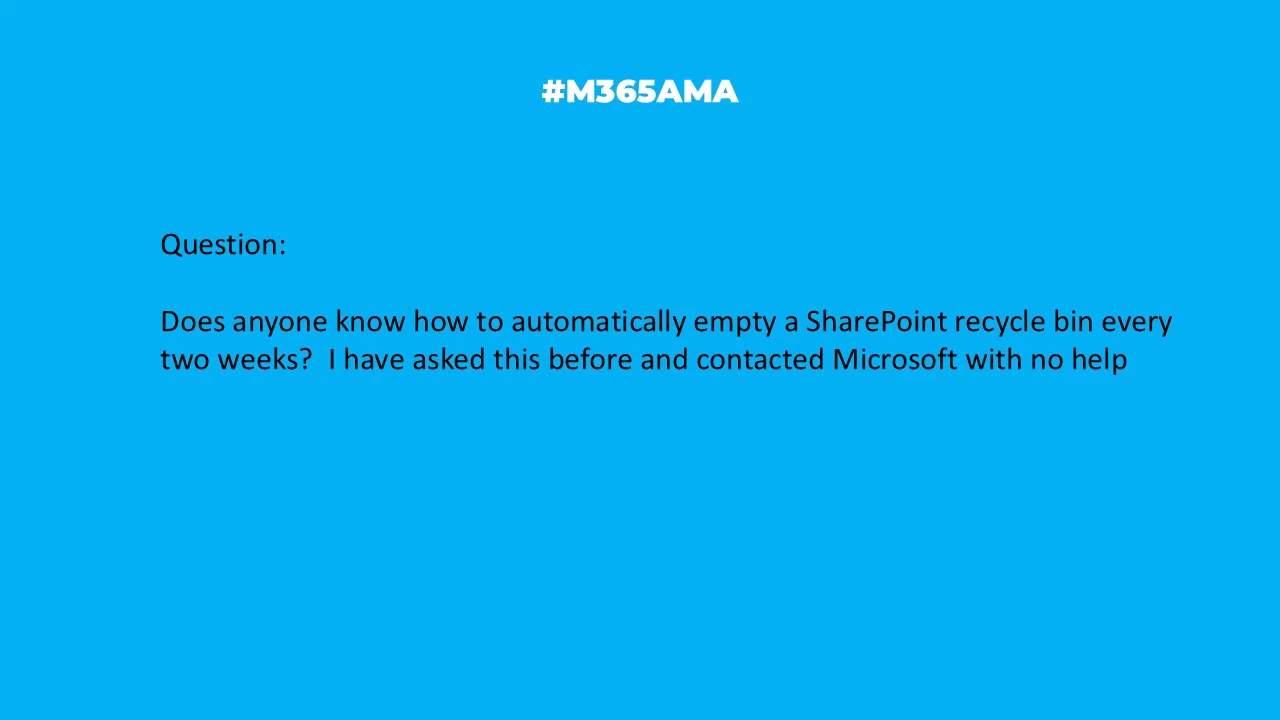 #M365AMA
Question:
Does anyone know how to automatically empty a SharePoint recycle bin every
two weeks?  I have asked this before and contacted Microsoft with no help